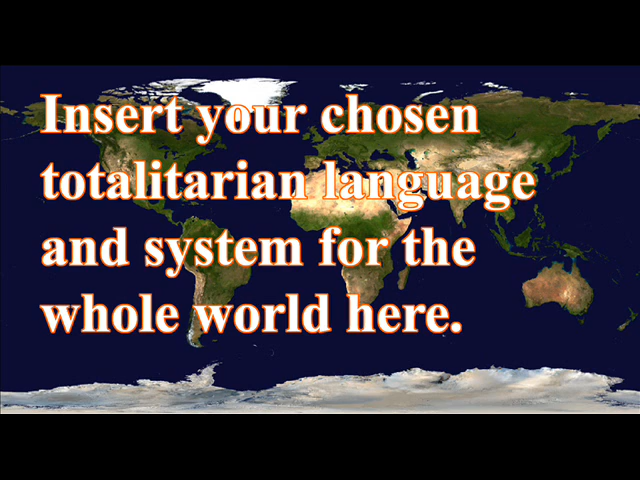 Insert your chosen
totalitarian language
and system for the
whole world here.